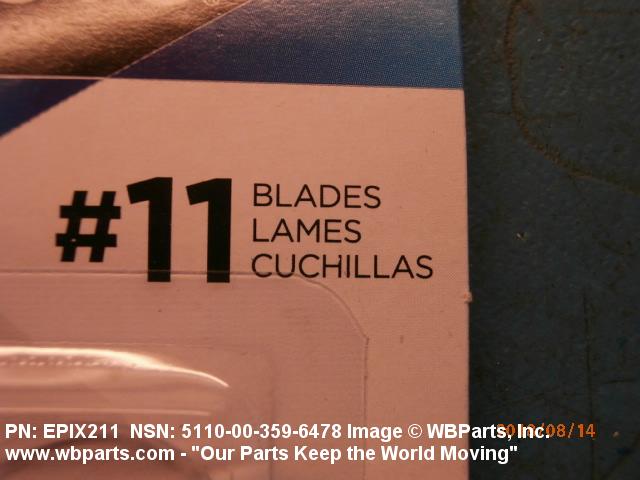 #11 BLADES
LAMES
CUCHILLAS
PN: EPIX211 NSN: 5110-00-359-6478 Image © WBParts, Inc.
www.wbparts.com - "Our Parts Keep the World Moving"